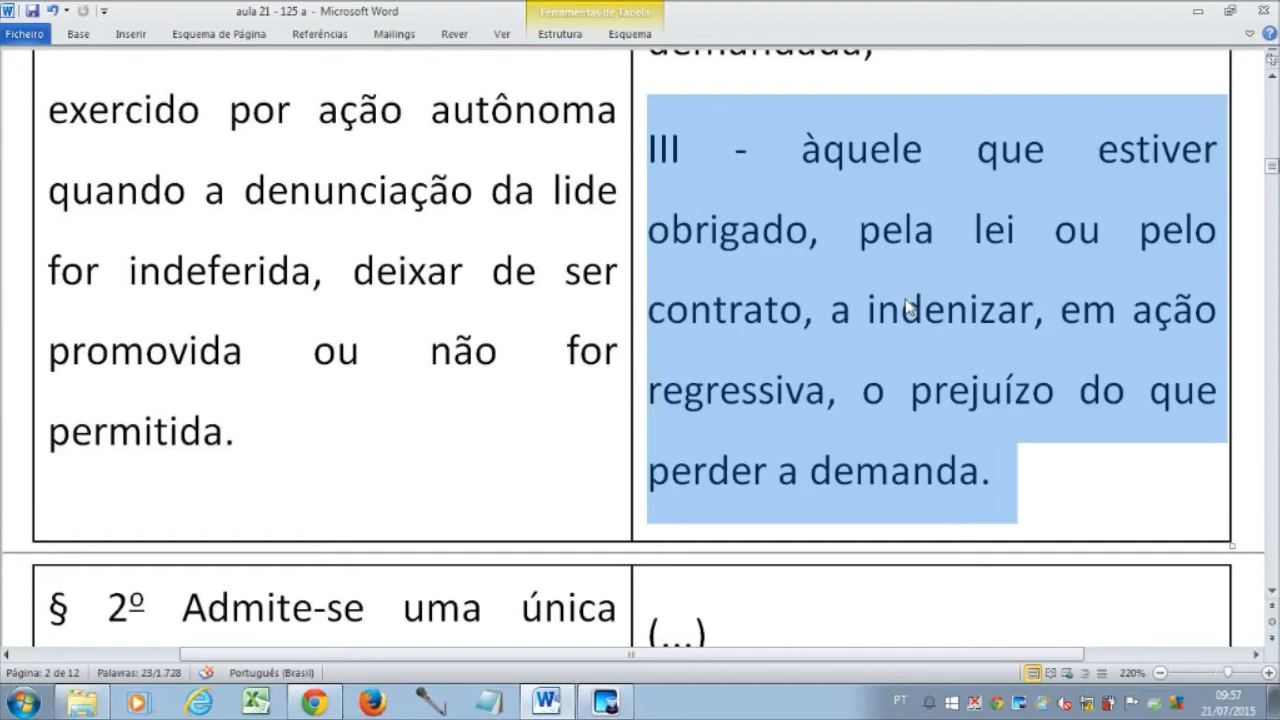 aula 21 - 125 a - Microsoft Word
Ferramentas de Tabela
Ficheiro Base Inserir Esquema de Página Referências Mailings Rever Ver Estrutura Esquema
exercido por ação autônoma
quando a denunciação da lide
for indeferida, deixar de ser
promovida ou não for
permitida.
demandada;
III - àquele que estiver
obrigado, pela lei ou pelo
contrato, a indenizar, em ação
regressiva, o prejuízo do que
perder a demanda.
§ 2º Admite-se uma única
(...)
Página: 2 de 12 Palavras: 23/1.728 Português (Brasil) 220%
PT 09:57
21/07/2015